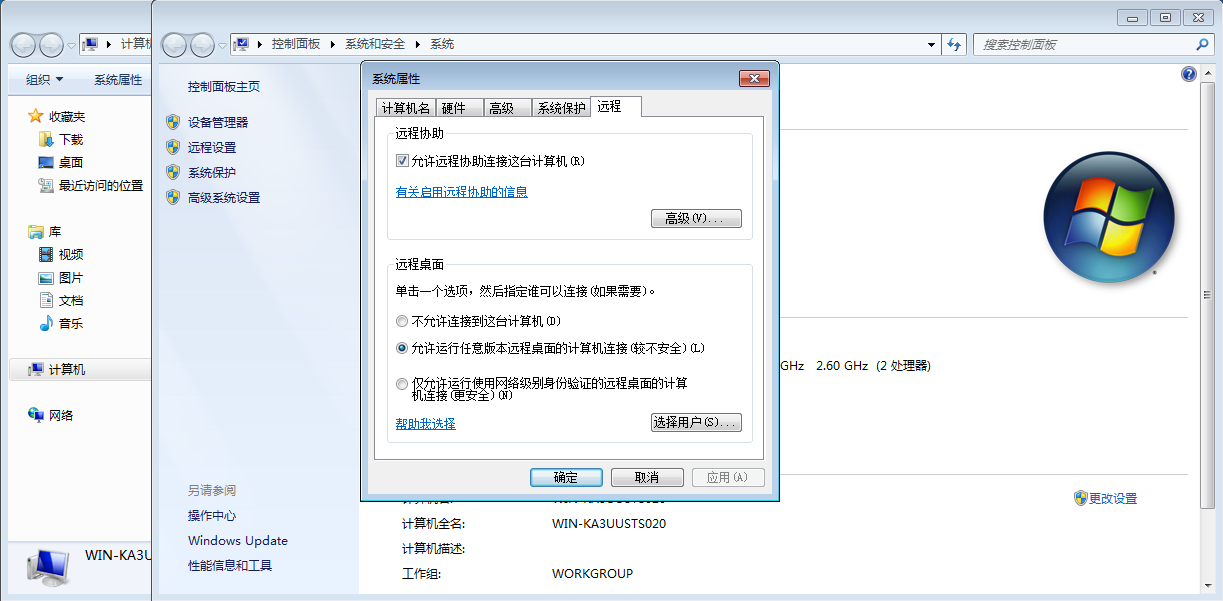 计算机
组织
系统属性
收藏夹
下载
桌面
最近访问的位置
库
视频
图片
文档
音乐
计算机
网络
WIN-KA3U
控制面板
系统和安全
系统
搜索控制面板
控制面板主页
设备管理器
远程设置
系统保护
高级系统设置
另请参阅
操作中心
Windows Update
性能信息和工具
系统属性
计算机名
硬件
高级
系统保护
远程
远程协助
允许远程协助连接这台计算机(R)
有关启用远程协助的信息
高级(V)...
远程桌面
单击一个选项，然后指定谁可以连接(如果需要)。
不允许连接到这台计算机(D)
允许运行任意版本远程桌面的计算机连接(较不安全)(L)
仅允许运行使用网络级别身份验证的远程桌面的计算
机连接(更安全)(N)
帮助我选择
选择用户(S)...
确定
取消
应用(A)
GHz 2.60 GHz (2 处理器)
更改设置
计算机全名: WIN-KA3UUSTS020
计算机描述:
工作组: WORKGROUP